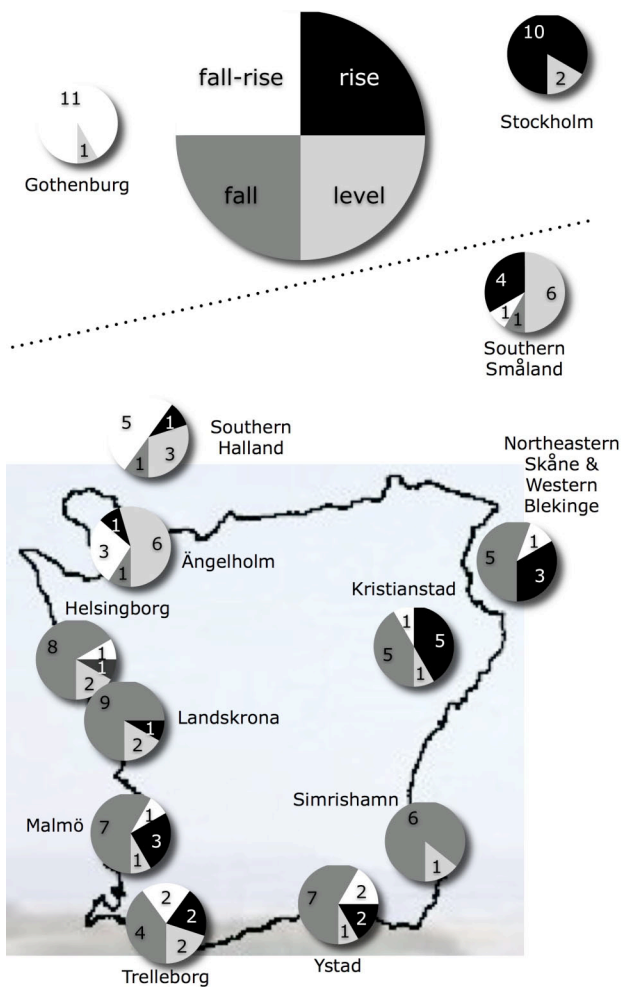 fall-rise
rise
fall
level
11
1
Gothenburg
10
2
Stockholm
4
6
1
1
Southern
Småland
5
1
3
1
Southern
Halland
Northeastern
Skåne &
Western
Blekinge
5
1
3
1
6
3
1
Ängelholm
Kristianstad
1
5
5
1
Helsingborg
8
1
1
2
9
1
2
Landskrona
Simrishamn
6
1
Malmö
7
1
3
1
7
2
2
1
Ystad
2
2
4
2
Trelleborg